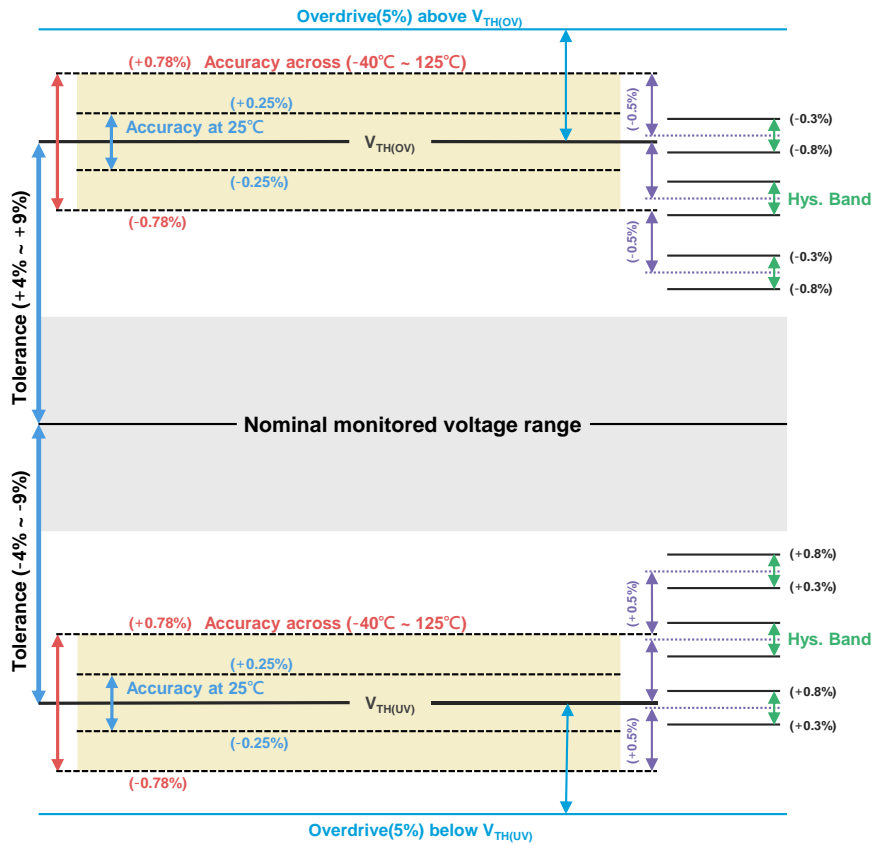 Overdrive(5%) above VTH(OV)
(+0.78%) Accuracy across (-40℃ ~ 125℃)
(+0.25%)
Accuracy at 25℃
VTH(OV)
(-0.25%)
(-0.78%)
(-0.5%)
(-0.5%)
(-0.3%)
(-0.8%)
Hys. Band
(-0.3%)
(-0.8%)
Tolerance (+4% ~ +9%)
Nominal monitored voltage range
Tolerance (-4% ~ -9%)
(+0.78%) Accuracy across (-40℃ ~ 125℃)
(+0.25%)
Accuracy at 25℃
VTH(UV)
(-0.25%)
(-0.78%)
(+0.5%)
(+0.5%)
(+0.8%)
(+0.3%)
Hys. Band
(+0.8%)
(+0.3%)
Overdrive(5%) below VTH(UV)